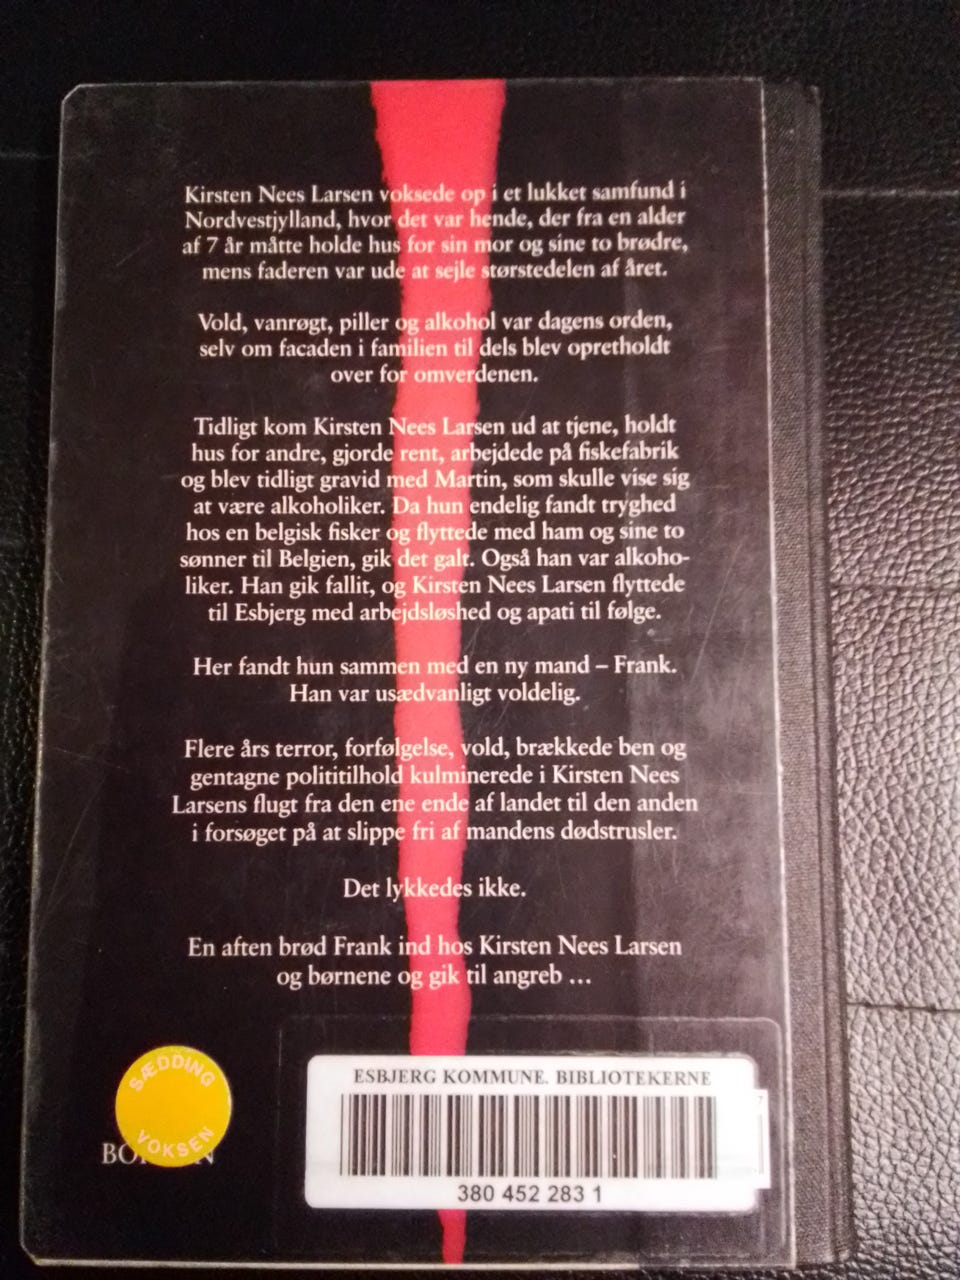 Kirsten Nees Larsen voksede op i et lukket samfund i
Nordvestjylland, hvor det var hende, der fra en alder
af 7 år måtte holde hus for sin mor og sine to brødre,
mens faderen var ude at sejle størstedelen af året.
Vold, vanrøgt, piller og alkohol var dagens orden,
selv om facaden i familien til dels blev opretholdt
over for omverdenen.
Tidligt kom Kirsten Nees Larsen ud at tjene, holdt
hus for andre, gjorde rent, arbejdede på fiskefabrik
og blev tidligt gravid med Martin, som skulle vise sig
at være alkoholiker. Da hun endelig fandt tryghed
hos en belgisk fisker og flyttede med ham og sine to
sønner til Belgien, gik det galt. Også han var alkoho-
liker. Han gik fallit, og Kirsten Nees Larsen flyttede
til Esbjerg med arbejdsløshed og apati til følge.
Her fandt hun sammen med en ny mand – Frank.
Han var usædvanligt voldelig.
Flere års terror, forfølgelse, vold, brækkede ben og
gentagne polititilhold kulminerede i Kirsten Nees
Larsens flugt fra den ene ende af landet til den anden
i forsøget på at slippe fri af mandens dødstrusler.
Det lykkedes ikke.
En aften brød Frank ind hos Kirsten Nees Larsen
og børnene og gik til angreb ...
SÆDDING
VOKSEN
ESBJERG KOMMUNE. BIBLIOTEKERNE
380 452 283 1